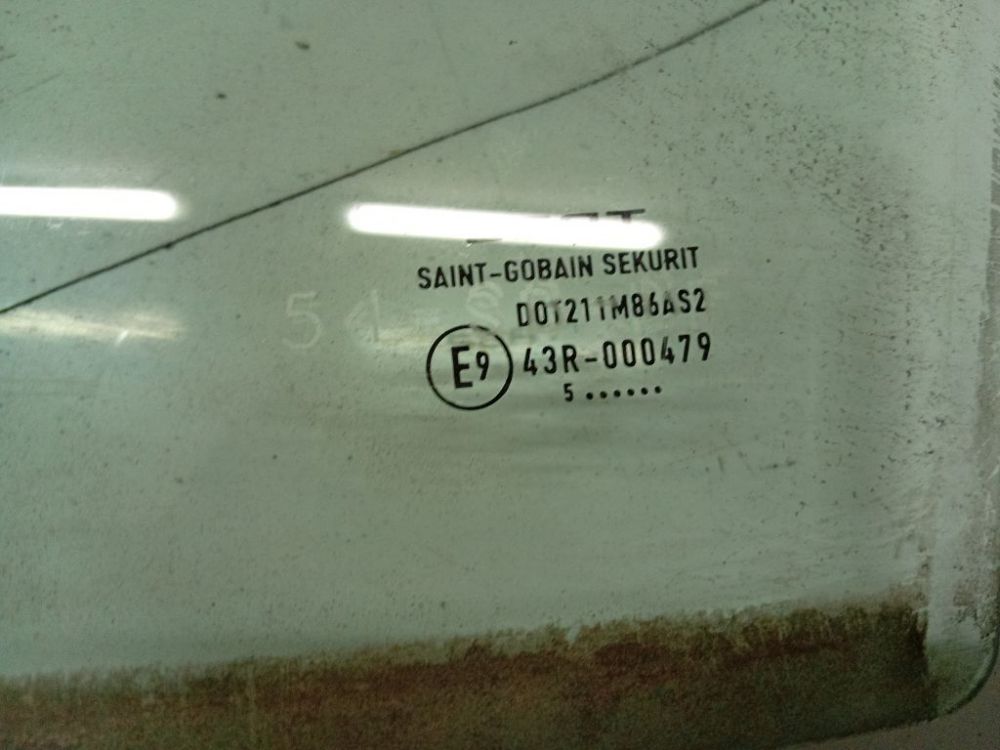 SAINT-GOBAIN SEKURIT
DOT211M86AS2
E9 43R-000479
5 ••••••